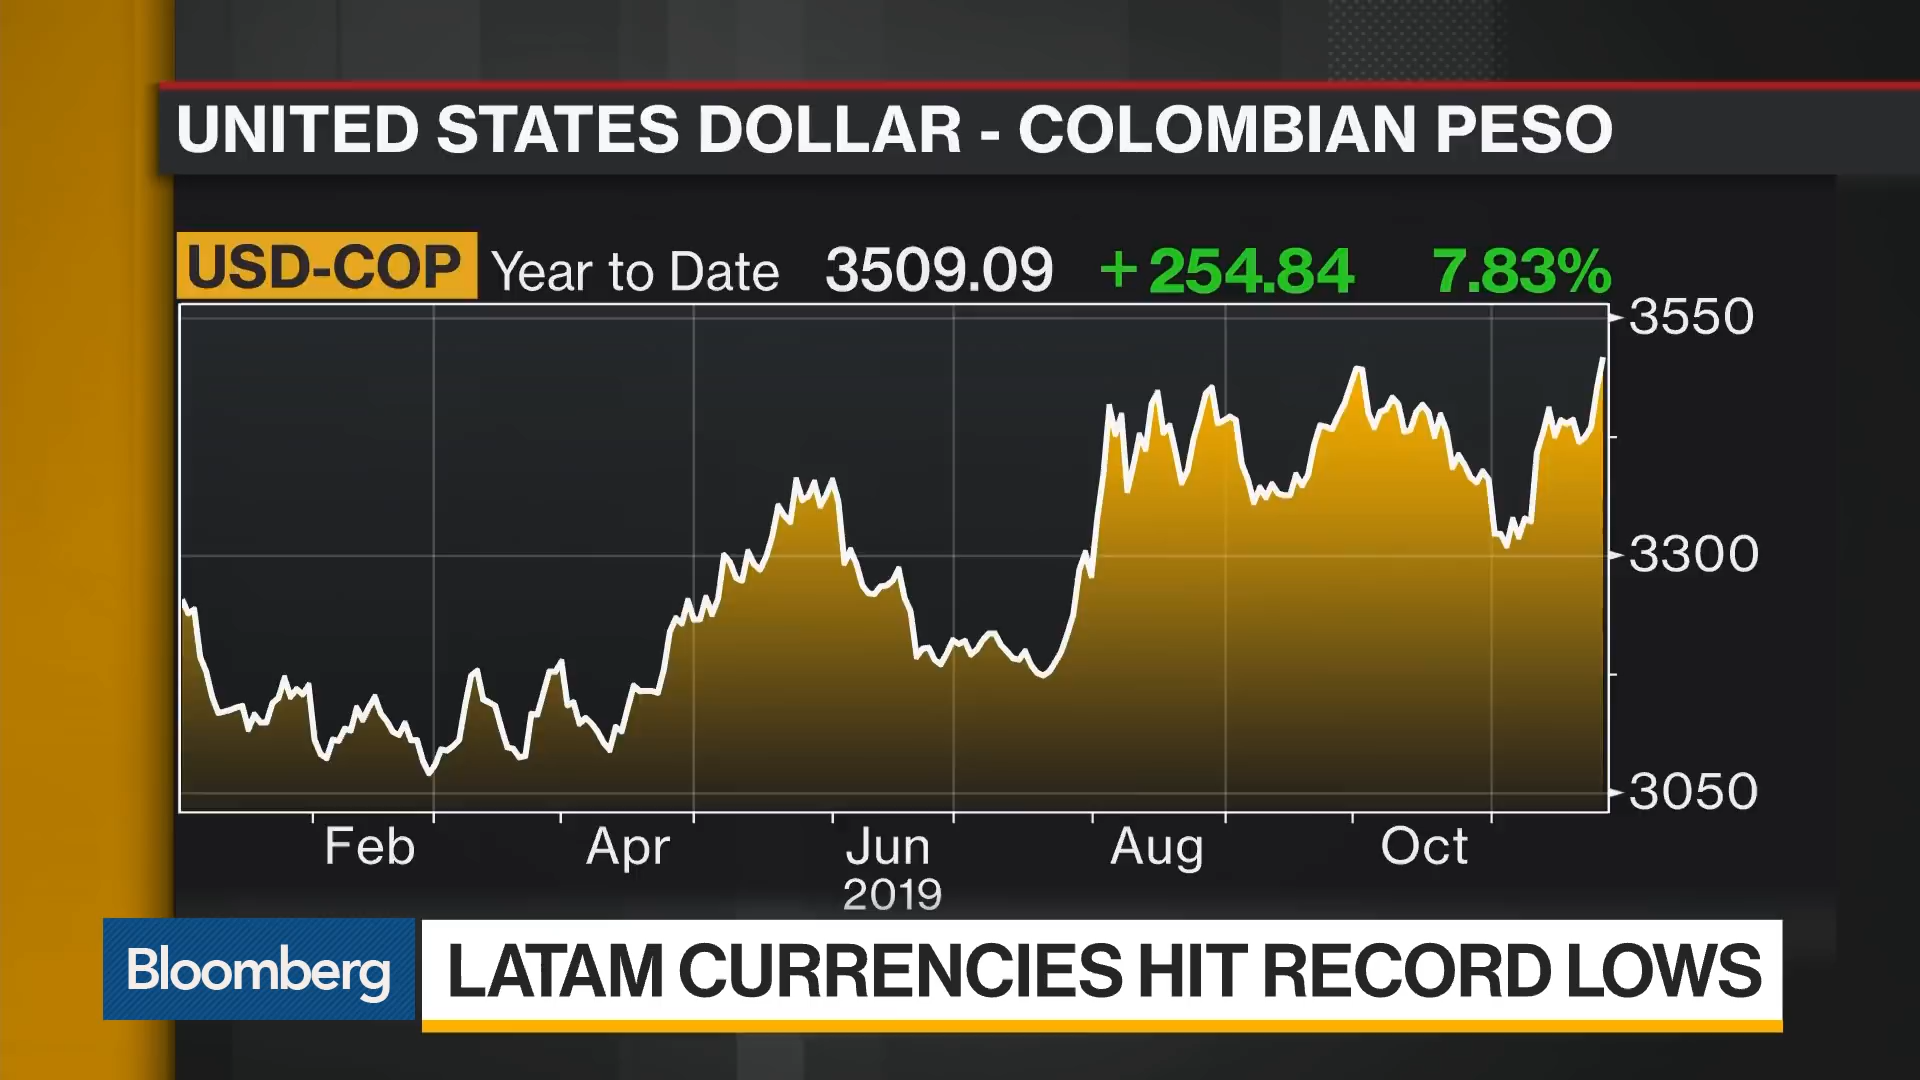 UNITED STATES DOLLAR - COLOMBIAN PESO
USD-COP Year to Date 3509.09 +254.84 7.83%
3550
3300
3050
Feb Apr Jun Aug Oct
2019
Bloomberg
LATAM CURRENCIES HIT RECORD LOWS